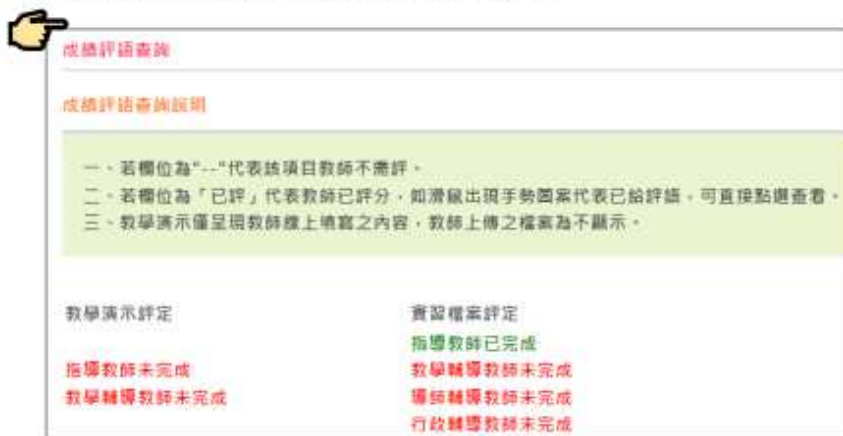 成績評語查詢
成績評語查詢說明
一、若欄位為"--"代表該項目教師不需評。
二、若欄位為「已評」代表教師已評分，如滑鼠出現手勢圖案代表已給評語，可直接點選查看。
三、教學演示僅呈現教師線上填寫之內容，教師上傳之檔案為不顯示。
教學演示評定
指導教師未完成
教學輔導教師未完成
實習檔案評定
指導教師已完成
教學輔導教師未完成
導師輔導教師未完成
行政輔導教師未完成